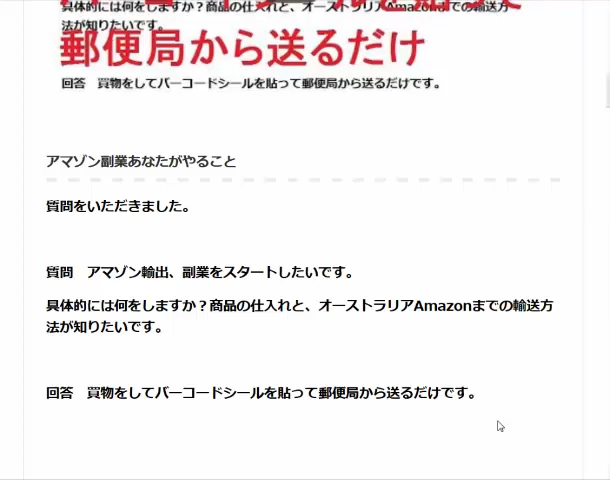 具体的には何をしますか？商品の仕入れと、オーストラリアAmazonまでの輸送方
法が知りたいです。
郵便局から送るだけ
回答　買物をしてバーコードシールを貼って郵便局から送るだけです。
アマゾン副業あなたがやること
質問をいただきました。
質問　アマゾン輸出、副業をスタートしたいです。
具体的には何をしますか？商品の仕入れと、オーストラリアAmazonまでの輸送方
法が知りたいです。
回答　買物をしてバーコードシールを貼って郵便局から送るだけです。